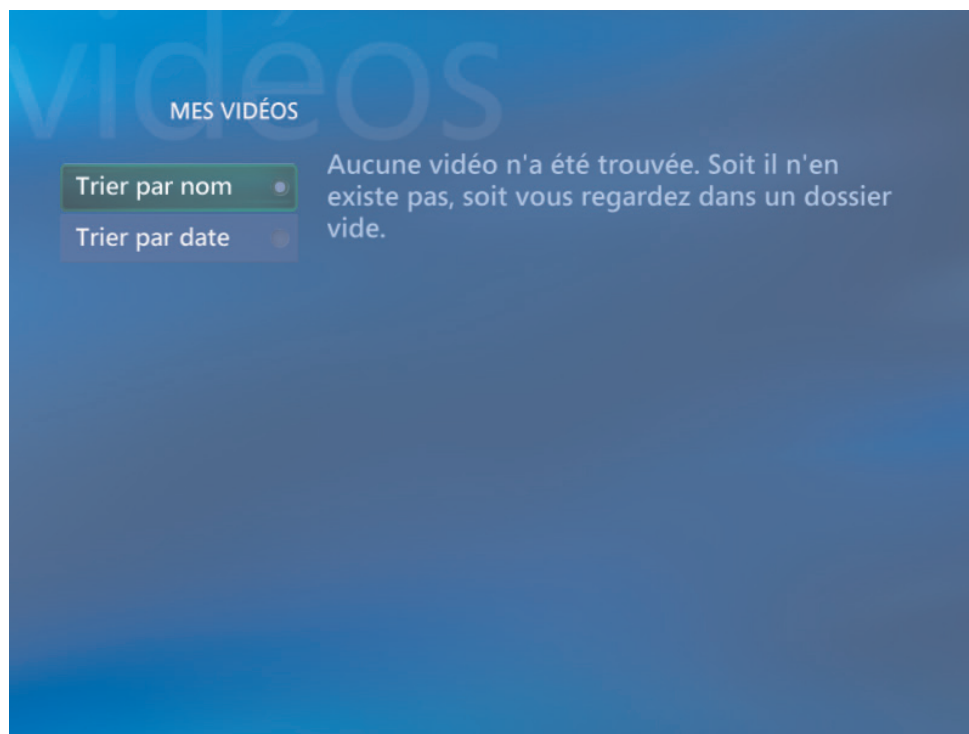 vidéos
MES VIDÉOS
Trier par nom
Trier par date
Aucune vidéo n'a été trouvée. Soit il n'en
existe pas, soit vous regardez dans un dossier
vide.